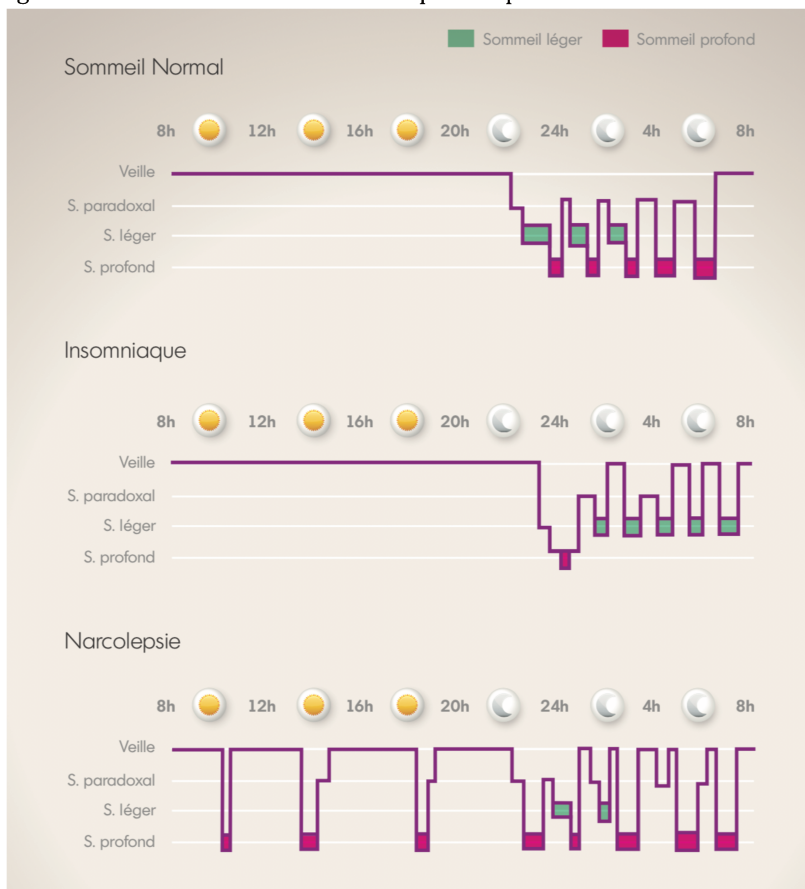 Sommeil léger Sommeil profond
Sommeil Normal
8h 12h 16h 20h 24h 4h 8h
Veille
S. paradoxal
S. léger
S. profond
Insomniaque
8h 12h 16h 20h 24h 4h 8h
Veille
S. paradoxal
S. léger
S. profond
Narcolepsie
8h 12h 16h 20h 24h 4h 8h
Veille
S. paradoxal
S. léger
S. profond